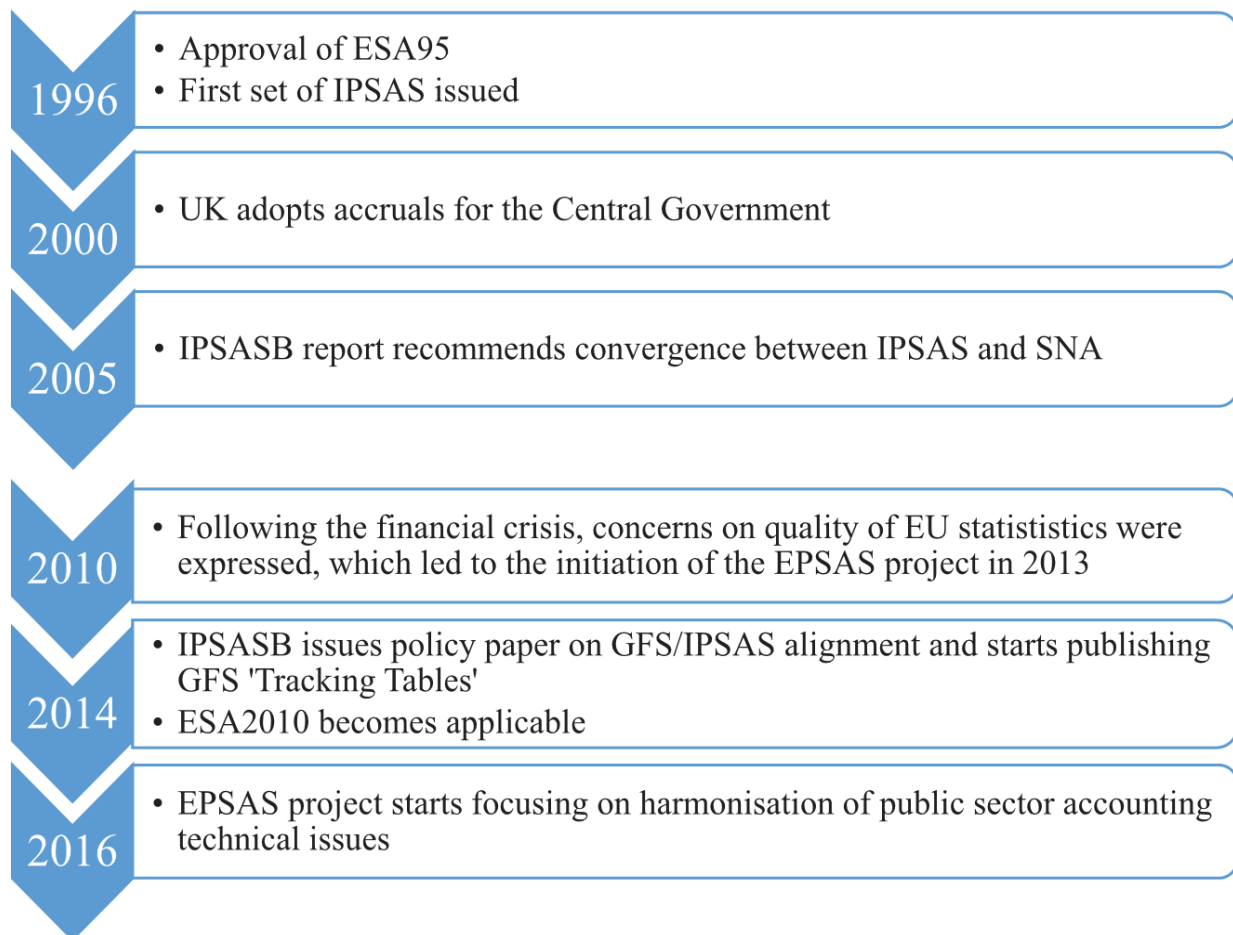 1996
• Approval of ESA95
• First set of IPSAS issued
2000
• UK adopts accruals for the Central Government
2005
• IPSASB report recommends convergence between IPSAS and SNA
2010
• Following the financial crisis, concerns on quality of EU statististics were
expressed, which led to the initiation of the EPSAS project in 2013
2014
• IPSASB issues policy paper on GFS/IPSAS alignment and starts publishing
GFS 'Tracking Tables'
• ESA2010 becomes applicable
2016
• EPSAS project starts focusing on harmonisation of public sector accounting
technical issues